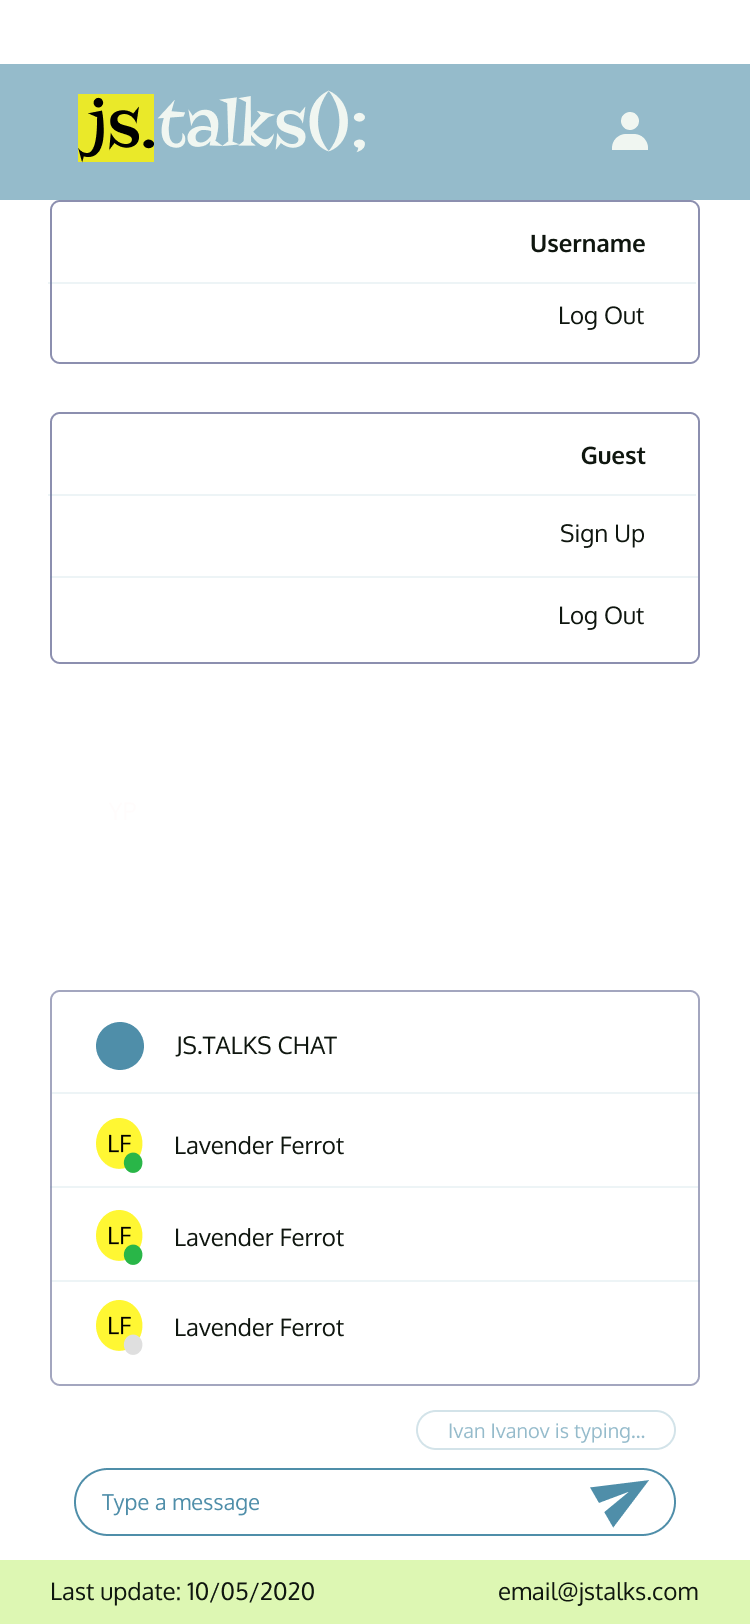 js.talks();
Username
Log Out
Guest
Sign Up
Log Out
JS.TALKS CHAT
LF Lavender Ferrot
LF Lavender Ferrot
LF Lavender Ferrot
Ivan Ivanov is typing...
Type a message
Last update: 10/05/2020 email@jstalks.com